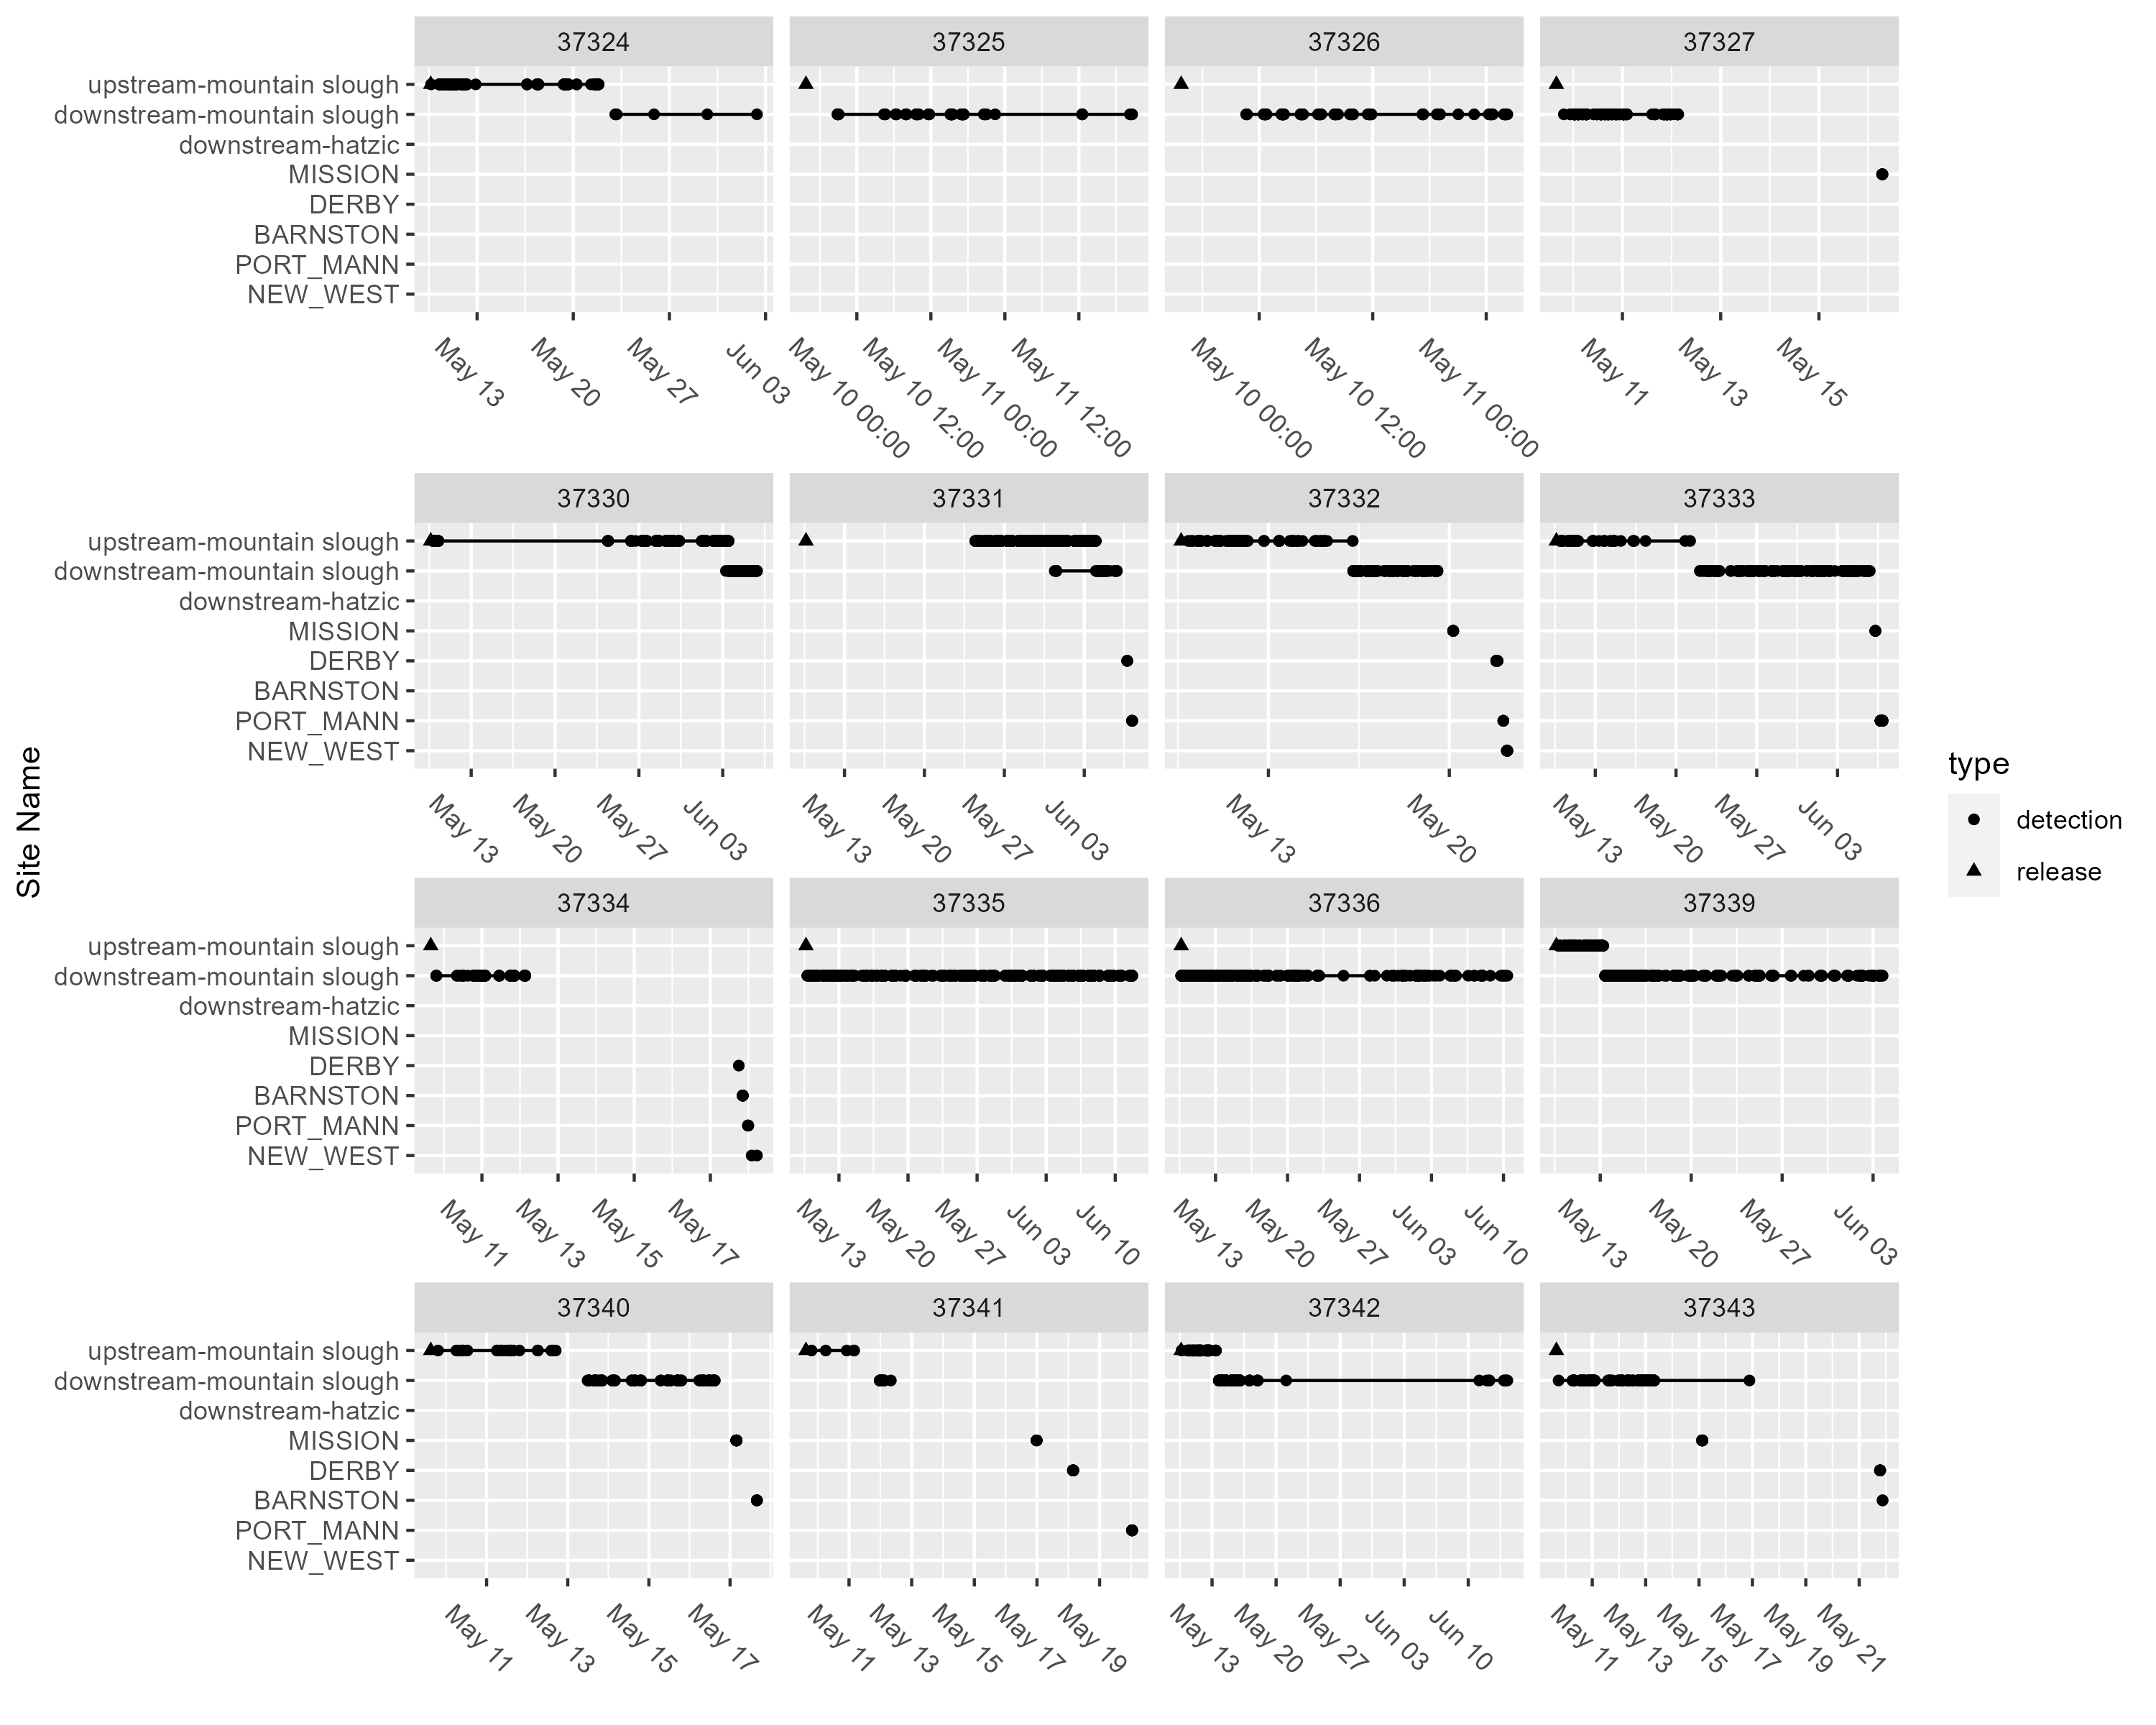 37324 37325 37326 37327
upstream-mountain slough
downstream-mountain slough
downstream-hatzic
MISSION
DERBY
BARNSTON
PORT_MANN
NEW_WEST
May 13 May 20 May 27 Jun 03 May 10 00:00 May 10 12:00 May 11 00:00 May 11 12:00 May 10 00:00 May 10 12:00 May 11 00:00 May 11 May 13 May 15
37330 37331 37332 37333
upstream-mountain slough
downstream-mountain slough
downstream-hatzic
MISSION
DERBY
BARNSTON
PORT_MANN
NEW_WEST
May 13 May 20 May 27 Jun 03 May 13 May 20 May 27 Jun 03 May 13 May 20 May 13 May 20 May 27 Jun 03
37334 37335 37336 37339
upstream-mountain slough
downstream-mountain slough
downstream-hatzic
MISSION
DERBY
BARNSTON
PORT_MANN
NEW_WEST
May 11 May 13 May 15 May 17 May 13 May 20 May 27 Jun 03 Jun 10 May 13 May 20 May 27 Jun 03 Jun 10 May 13 May 20 May 27 Jun 03
37340 37341 37342 37343
upstream-mountain slough
downstream-mountain slough
downstream-hatzic
MISSION
DERBY
BARNSTON
PORT_MANN
NEW_WEST
May 11 May 13 May 15 May 17 May 11 May 13 May 15 May 17 May 19 May 13 May 20 May 27 Jun 03 Jun 10 May 11 May 13 May 15 May 17 May 19 May 21
Site Name
type
detection
release